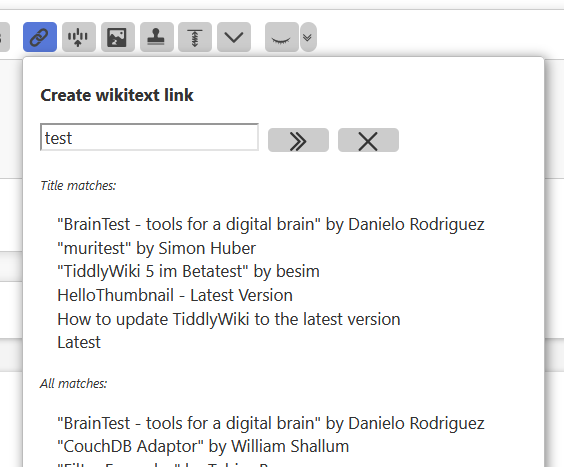 Create wikitext link
test
Title matches:
"BrainTest - tools for a digital brain" by Danielo Rodriguez
"muritest" by Simon Huber
"TiddlyWiki 5 im Betatest" by besim
HelloThumbnail - Latest Version
How to update TiddlyWiki to the latest version
Latest
All matches:
"BrainTest - tools for a digital brain" by Danielo Rodriguez
"CouchDB Adaptor" by William Shallum